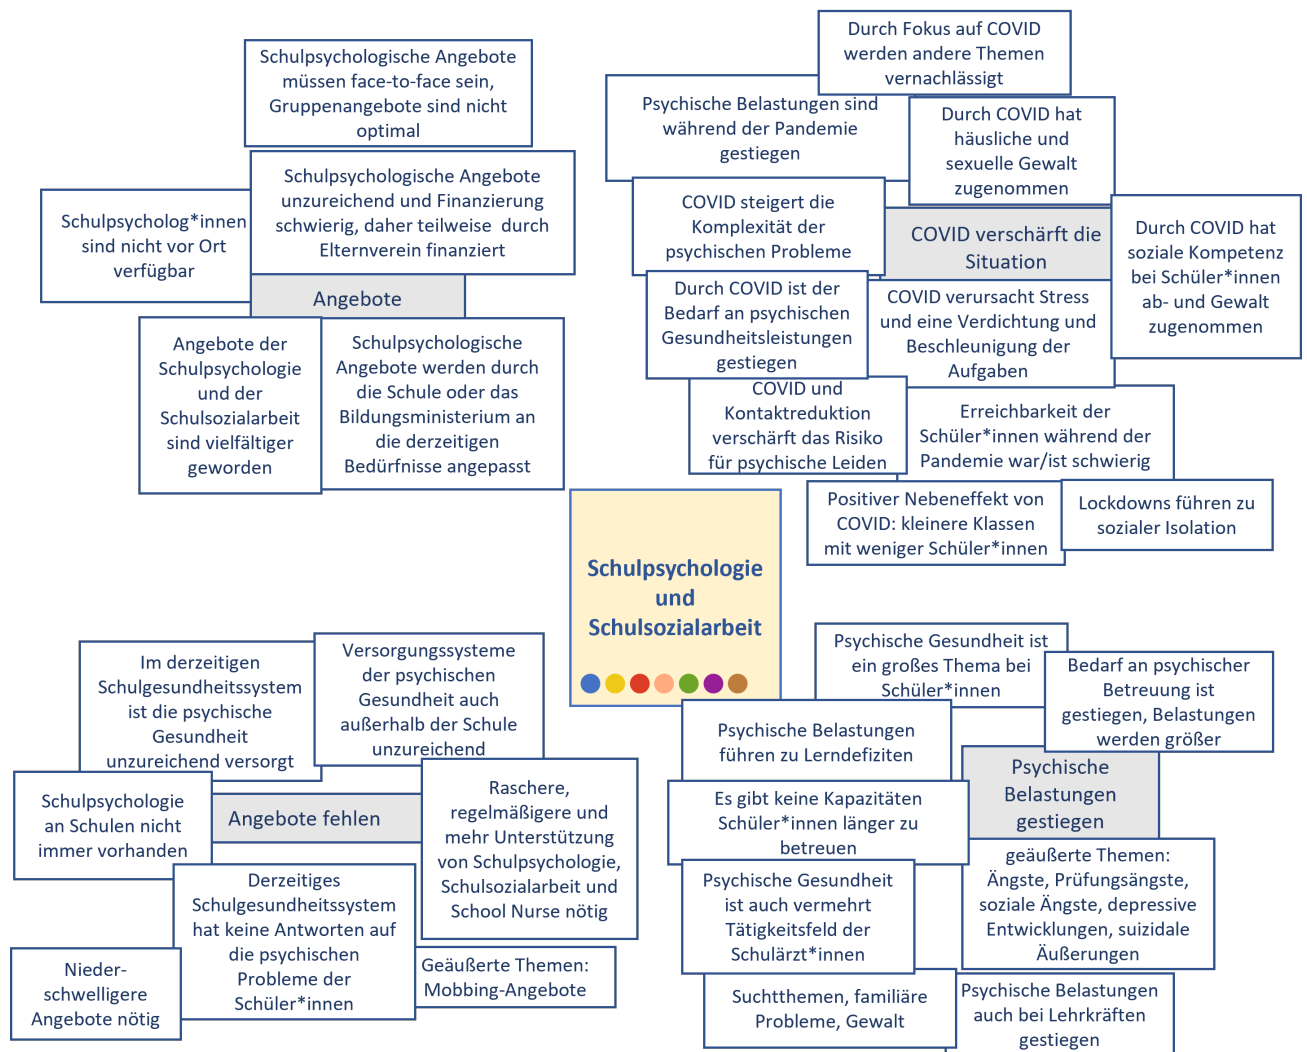 Schulpsychologische Angebote
müssen face-to-face sein,
Gruppenangebote sind nicht
optimal
Schulpsychologische Angebote
unzureichend und Finanzierung
schwierig, daher teilweise durch
Elternverein finanziert
Schulpsycholog*innen
sind nicht vor Ort
verfügbar
Angebote
Angebote der
Schulpsychologie
und der
Schulsozialarbeit
sind vielfältiger
geworden
Schulpsychologische
Angebote werden durch
die Schule oder das
Bildungsministerium an
die derzeitigen
Bedürfnisse angepasst
Durch Fokus auf COVID
werden andere Themen
vernachlässigt
Psychische Belastungen sind
während der Pandemie
gestiegen
Durch COVID hat
häusliche und
sexuelle Gewalt
zugenommen
COVID steigert die
Komplexität der
psychischen Probleme
COVID verschärft die
Situation
Durch COVID hat
soziale Kompetenz
bei Schüler*innen
ab- und Gewalt
zugenommen
Durch COVID ist der
Bedarf an psychischen
Gesundheitsleistungen
gestiegen
COVID verursacht Stress
und eine Verdichtung und
Beschleunigung der
Aufgaben
COVID und
Kontaktreduktion
verschärft das Risiko
für psychische Leiden
Erreichbarkeit der
Schüler*innen während der
Pandemie war/ist schwierig
Positiver Nebeneffekt von
COVID: kleinere Klassen
mit weniger Schüler*innen
Lockdowns führen zu
sozialer Isolation
Schulpsychologie
und
Schulsozialarbeit
Im derzeitigen
Schulgesundheitssystem
ist die psychische
Gesundheit
unzureichend versorgt
Versorgungssysteme
der psychischen
Gesundheit auch
außerhalb der Schule
unzureichend
Schulpsychologie
an Schulen nicht
immer vorhanden
Angebote fehlen
Raschere,
regelmäßigere und
mehr Unterstützung
von Schulpsychologie,
Schulsozialarbeit und
School Nurse nötig
Derzeitiges
Schulgesundheitssystem
hat keine Antworten auf
die psychischen
Probleme der
Schüler*innen
Nieder-
schwelligere
Angebote nötig
Geäußerte Themen:
Mobbing-Angebote
Psychische Gesundheit ist
ein großes Thema bei
Schüler*innen
Bedarf an psychischer
Betreuung ist
gestiegen, Belastungen
werden größer
Psychische Belastungen
führen zu Lerndefiziten
Psychische
Belastungen
gestiegen
Es gibt keine Kapazitäten
Schüler*innen länger zu
betreuen
geäußerte Themen:
Ängste, Prüfungsängste,
soziale Ängste, depressive
Entwicklungen, suizidale
Äußerungen
Psychische Gesundheit
ist auch vermehrt
Tätigkeitsfeld der
Schulärzt*innen
Suchtthemen, familiäre
Probleme, Gewalt
Psychische Belastungen
auch bei Lehrkräften
gestiegen